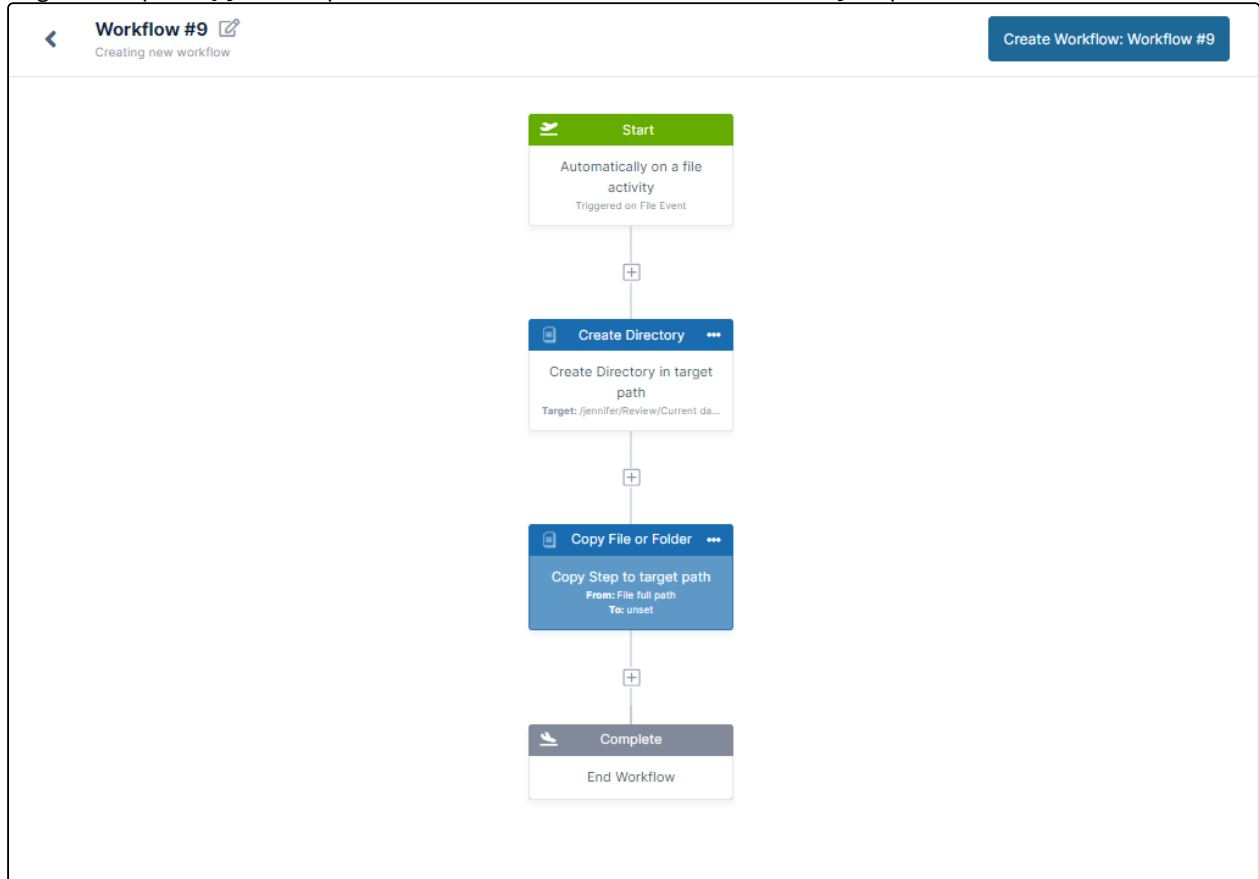 Workflow #9
Creating new workflow
Create Workflow: Workflow #9
Start
Automatically on a file
activity
Triggered on File Event
Create Directory
Create Directory in target
path
Target: /jennifer/Review/Current da...
Copy File or Folder
Copy Step to target path
From: File full path
To: unset
Complete
End Workflow